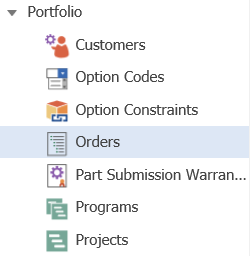 Portfolio
Customers
Option Codes
Option Constraints
Orders
Part Submission Warran...
Programs
Projects